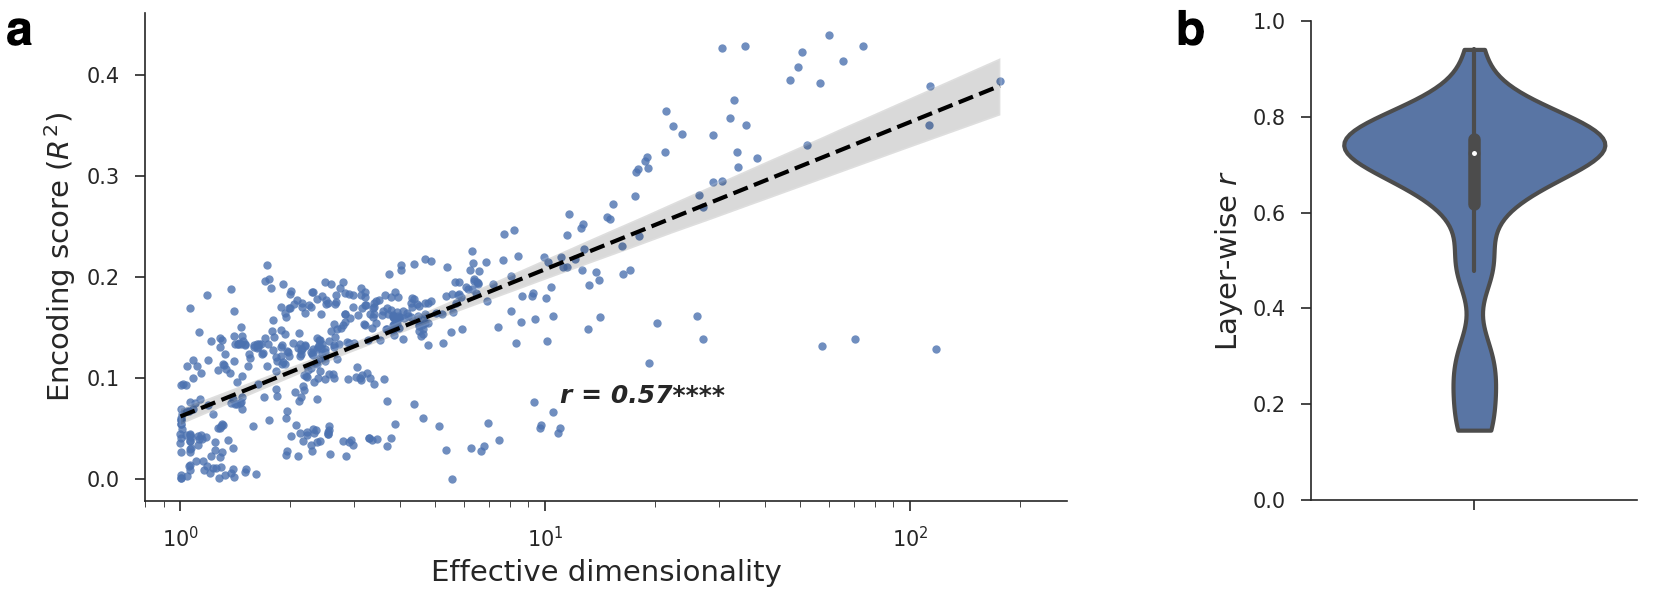 a
Encoding score (R²)
0.4
0.3
0.2
0.1
0.0
r = 0.57****
10⁰ 10¹ 10²
Effective dimensionality
b
Layer-wise r
1.0
0.8
0.6
0.4
0.2
0.0